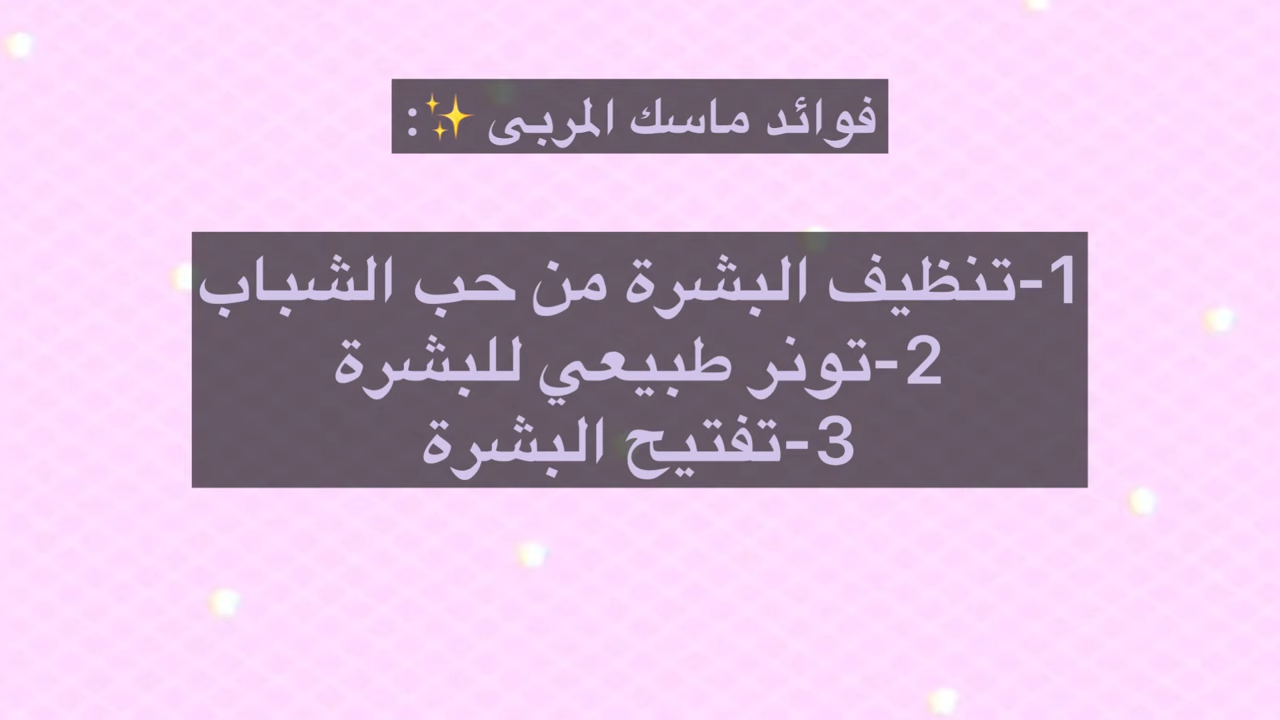 فوائد ماسك المربى ✨:
1-تنظيف البشرة من حب الشباب
2-تونر طبيعي للبشرة
3-تفتيح البشرة